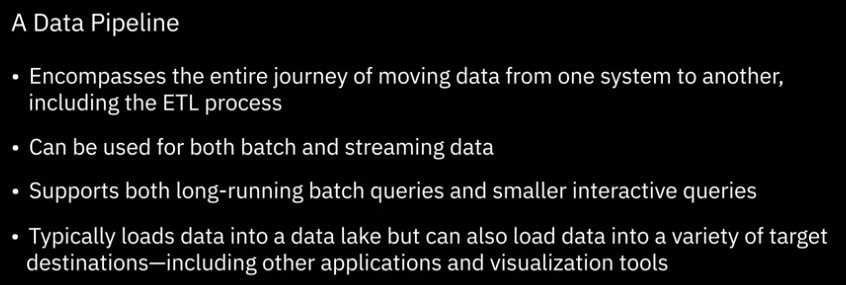 A Data Pipeline
• Encompasses the entire journey of moving data from one system to another,
including the ETL process
• Can be used for both batch and streaming data
• Supports both long-running batch queries and smaller interactive queries
• Typically loads data into a data lake but can also load data into a variety of target
destinations—including other applications and visualization tools